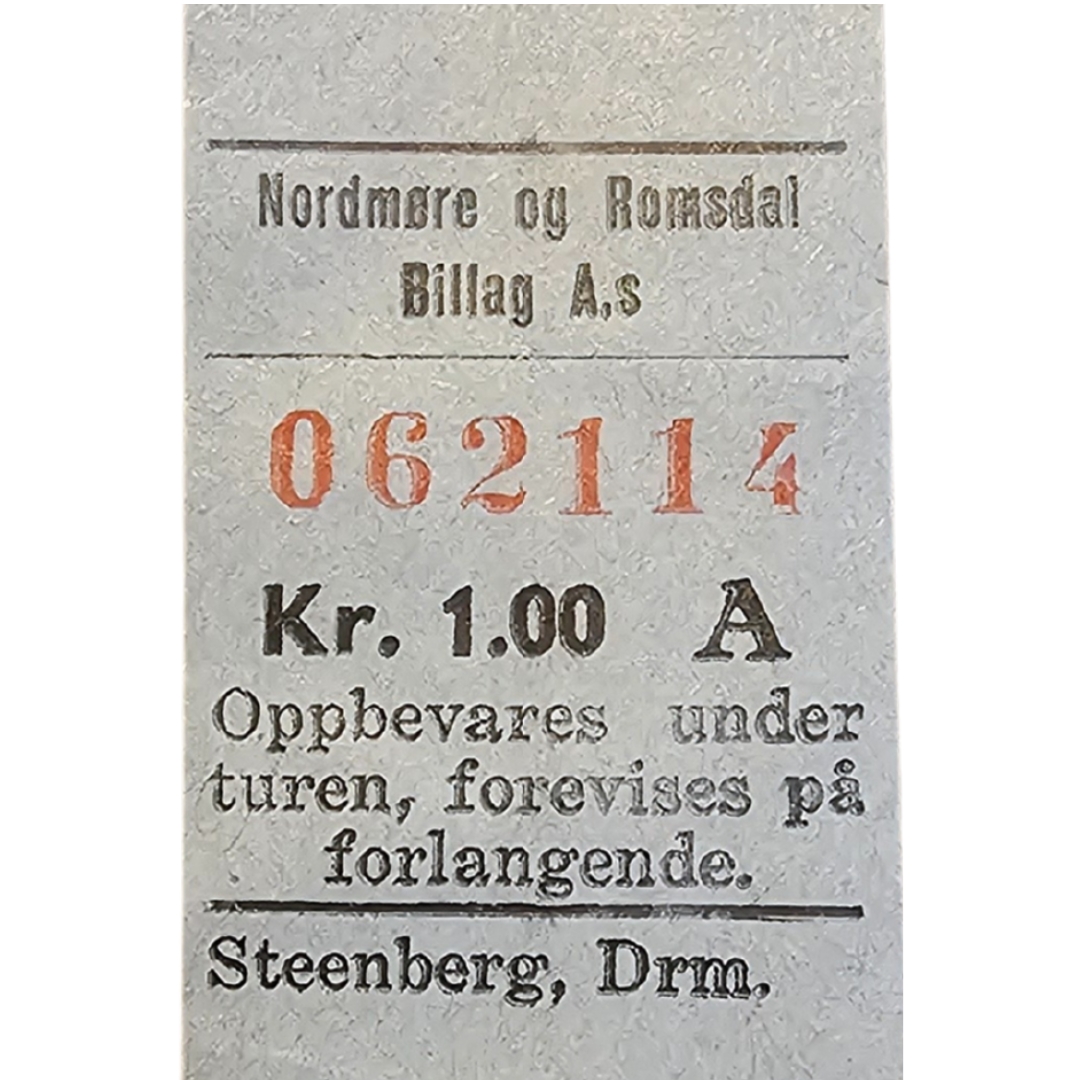 Nordmøre og Romsdal
Billag A.s
062114
Kr. 1.00 A
Oppbevares under
turen, forevises på
forlangende.
Steenberg, Drm.